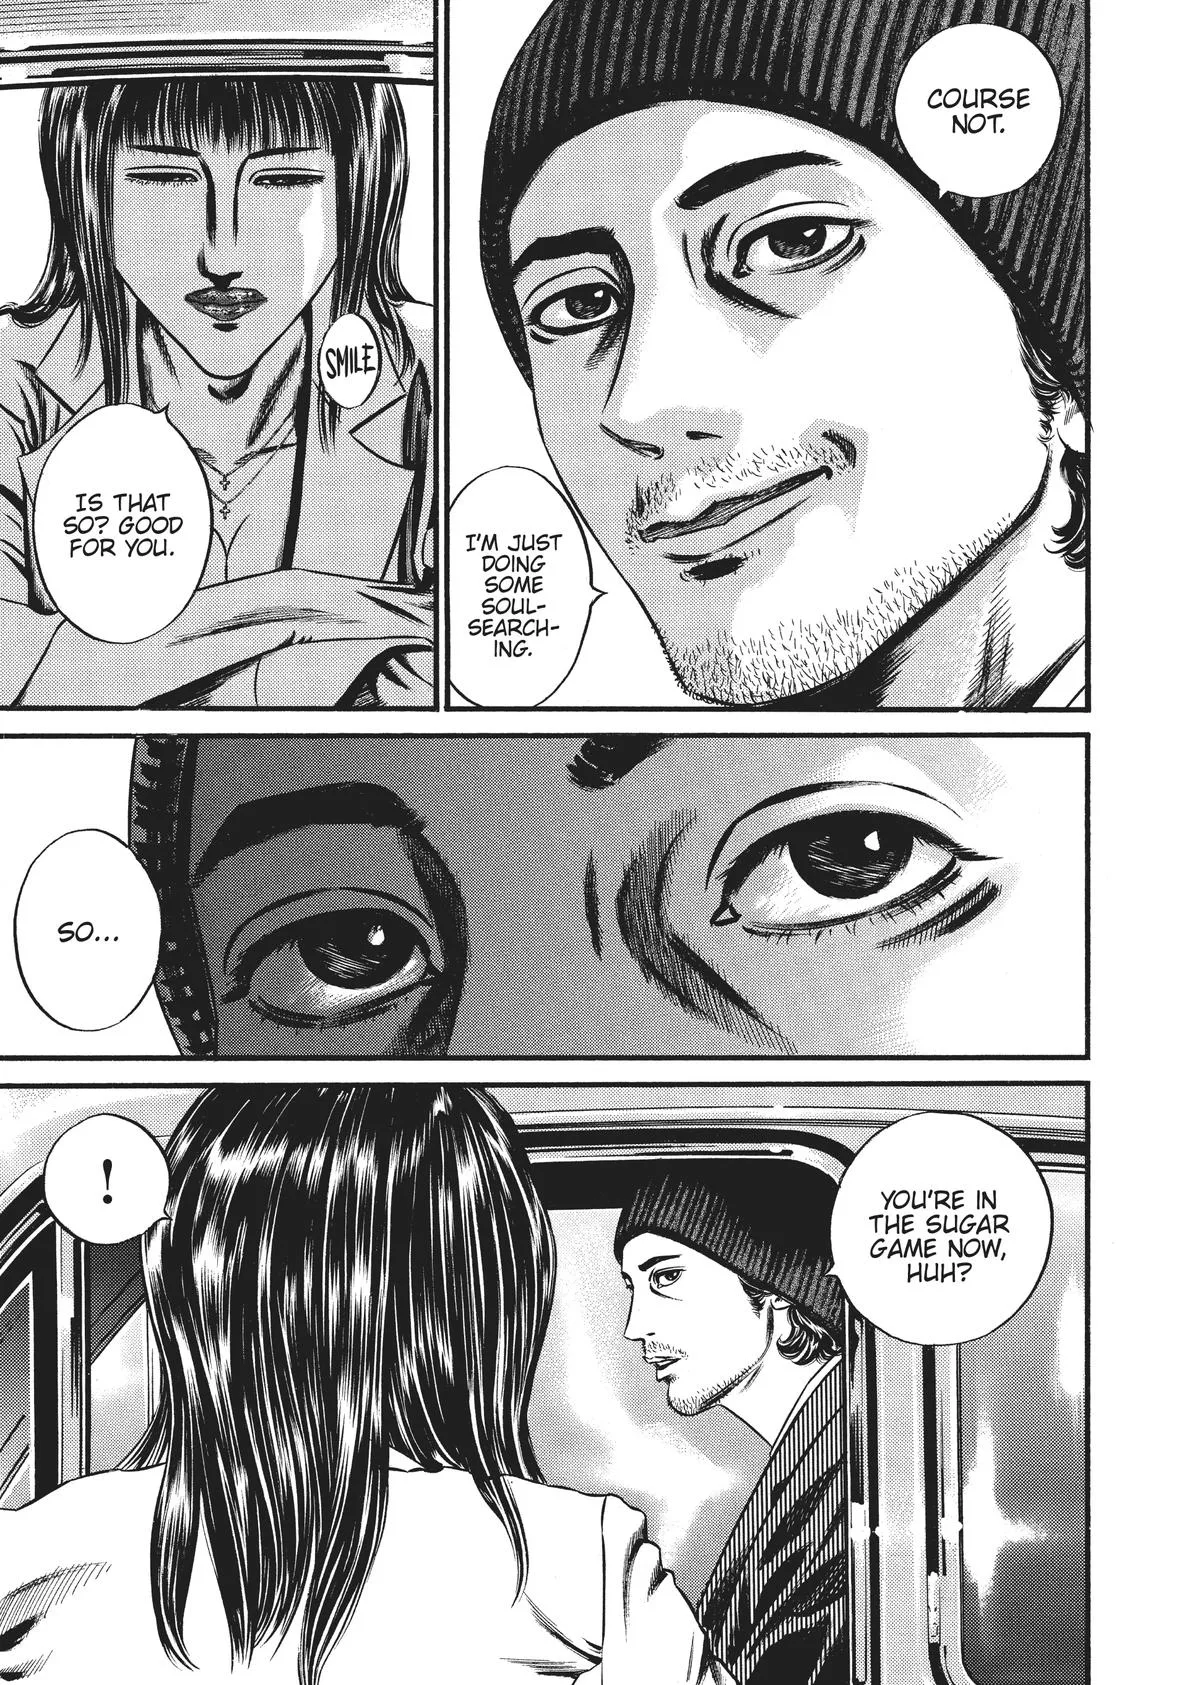 COURSE
NOT.
I'M JUST
DOING
SOME
SOUL-
SEARCH-
ING.
SMILE
IS THAT
SO? GOOD
FOR YOU.
SO...
YOU'RE IN
THE SUGAR
GAME NOW,
HUH?
!